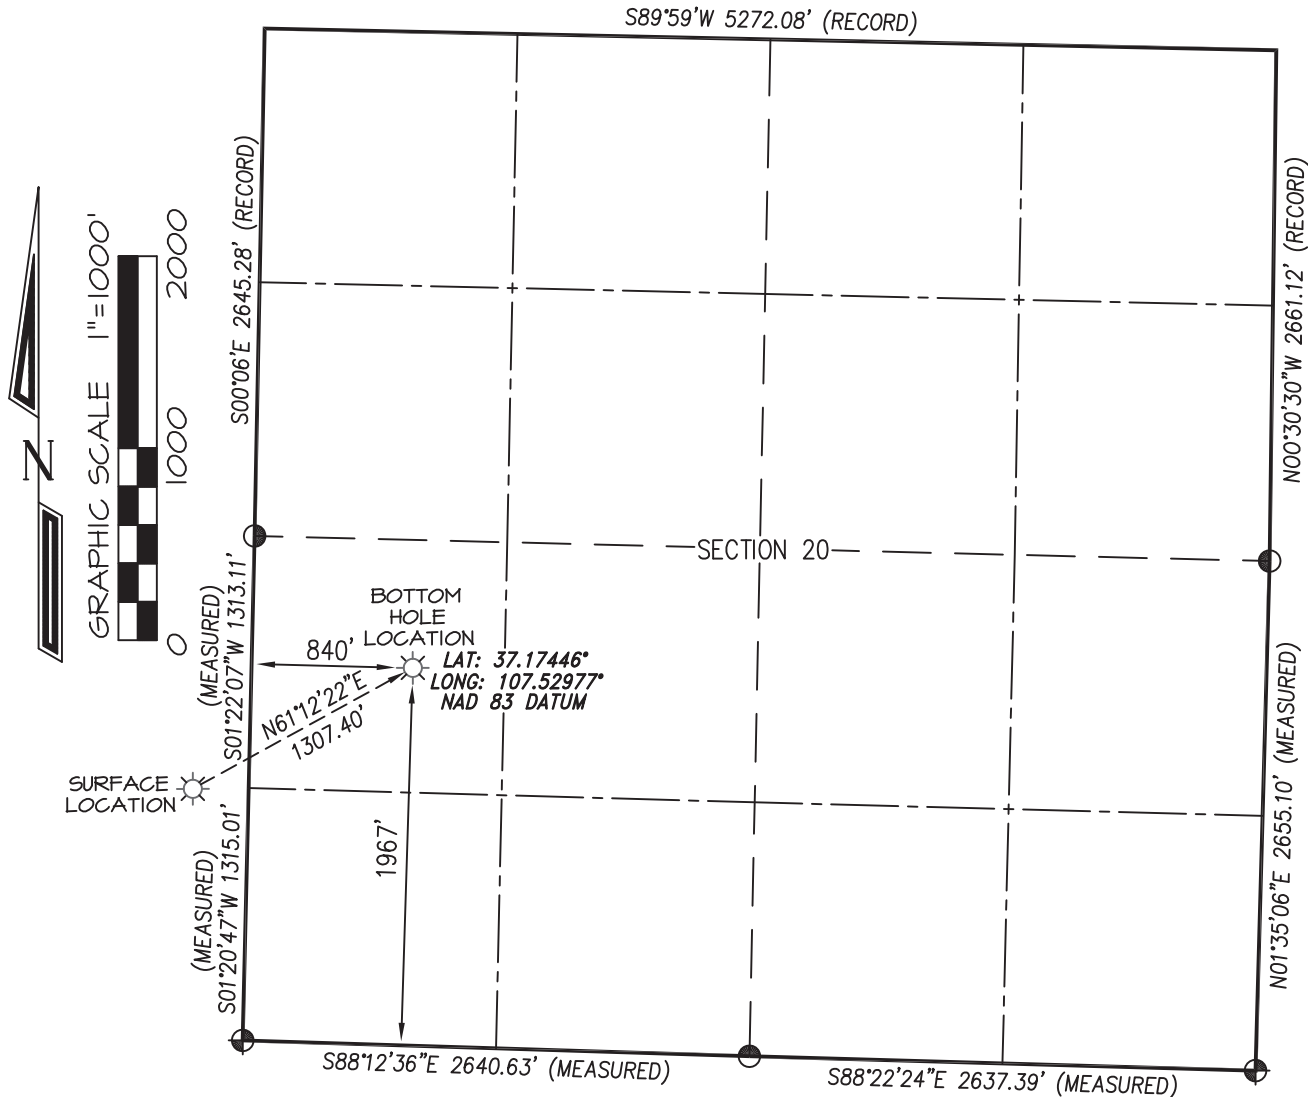 S89°59'W 5272.08' (RECORD)
S00°06'E 2645.28' (RECORD)
N00°30'30"W 2661.12' (RECORD)
GRAPHIC SCALE 1"=1000'
2000
1000
0
N
SECTION 20
(MEASURED)
S01°22'07"W 1313.11'
BOTTOM
HOLE
LOCATION
840'
LAT: 37.17446°
LONG: 107.52977°
NAD 83 DATUM
N61°12'22"E
1307.40'
SURFACE
LOCATION
1967'
(MEASURED)
S01°20'47"W 1315.01'
N01°35'06"E 2655.10' (MEASURED)
S88°12'36"E 2640.63' (MEASURED)
S88°22'24"E 2637.39' (MEASURED)